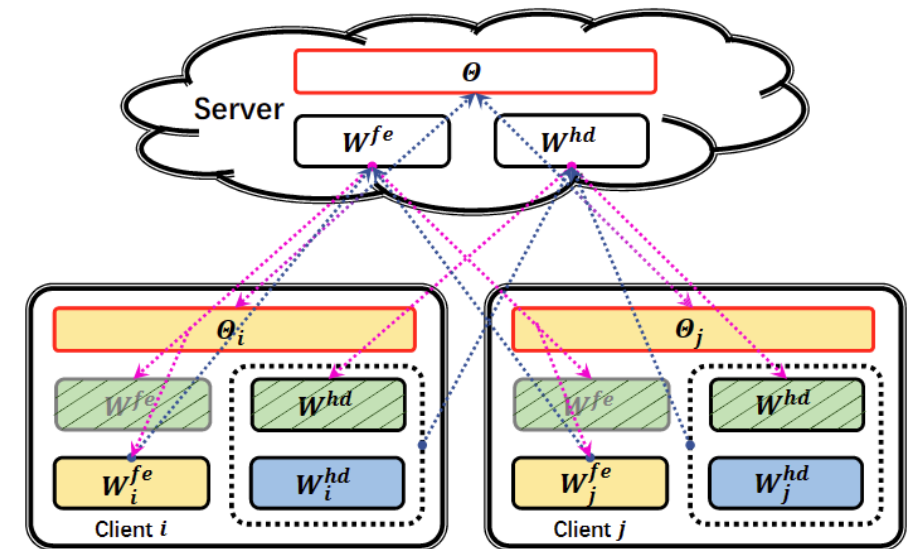 Θ
Server
W^{fe} W^{hd}
Θ_i
W^{fe} W^{hd}
W_i^{fe} W_i^{hd}
Client i
Θ_j
W^{fe} W^{hd}
W_j^{fe} W_j^{hd}
Client j